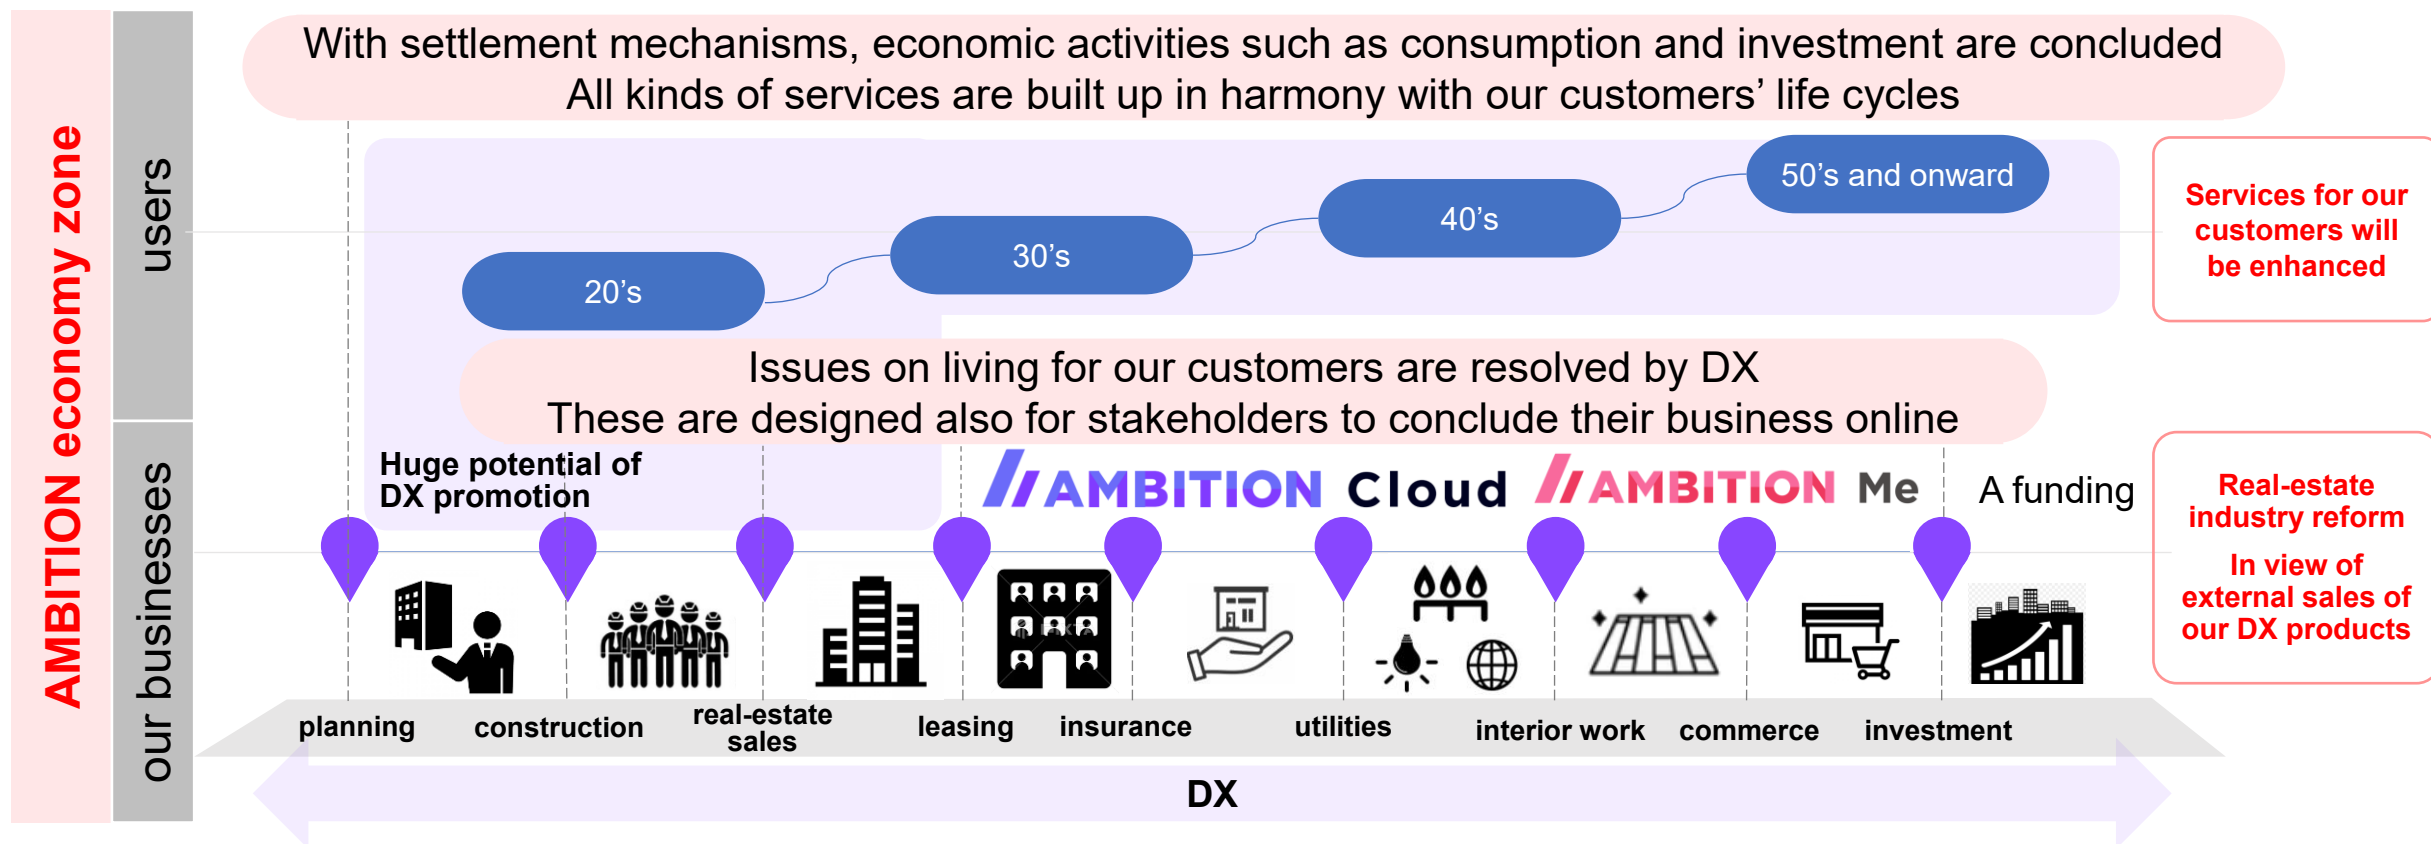 AMBITION economy zone
users
our businesses
With settlement mechanisms, economic activities such as consumption and investment are concluded
All kinds of services are built up in harmony with our customers’ life cycles
20’s
30’s
40’s
50’s and onward
Services for our
customers will
be enhanced
Issues on living for our customers are resolved by DX
These are designed also for stakeholders to conclude their business online
Huge potential of
DX promotion
AMBITION Cloud
AMBITION Me
A funding
Real-estate
industry reform
In view of
external sales of
our DX products
planning
construction
real-estate
sales
leasing
insurance
utilities
interior work
commerce
investment
DX